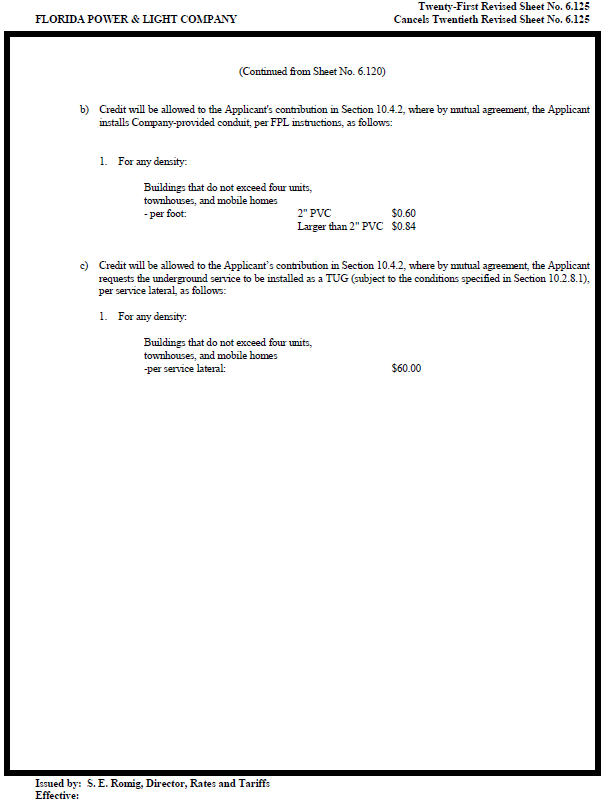 Twenty-First Revised Sheet No. 6.125
FLORIDA POWER & LIGHT COMPANY Cancels Twentieth Revised Sheet No. 6.125
(Continued from Sheet No. 6.120)
b) Credit will be allowed to the Applicant's contribution in Section 10.4.2, where by mutual agreement, the Applicant
installs Company-provided conduit, per FPL instructions, as follows:
1. For any density:
Buildings that do not exceed four units,
townhouses, and mobile homes
- per foot: 2" PVC $0.60
Larger than 2" PVC $0.84
c) Credit will be allowed to the Applicant's contribution in Section 10.4.2, where by mutual agreement, the Applicant
requests the underground service to be installed as a TUG (subject to the conditions specified in Section 10.2.8.1),
per service lateral, as follows:
1. For any density:
Buildings that do not exceed four units,
townhouses, and mobile homes
-per service lateral: $60.00
Issued by: S. E. Romig, Director, Rates and Tariffs
Effective: